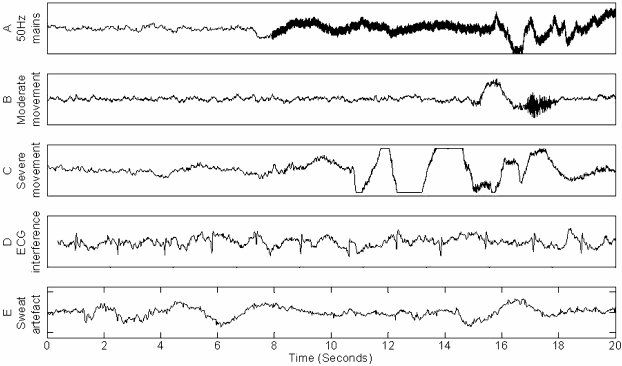 A
50Hz
mains
B
Moderate
movement
C
Severe
movement
D
ECG
interference
E
Sweat
artefact
0 2 4 6 8 10 12 14 16 18 20
Time (Seconds)